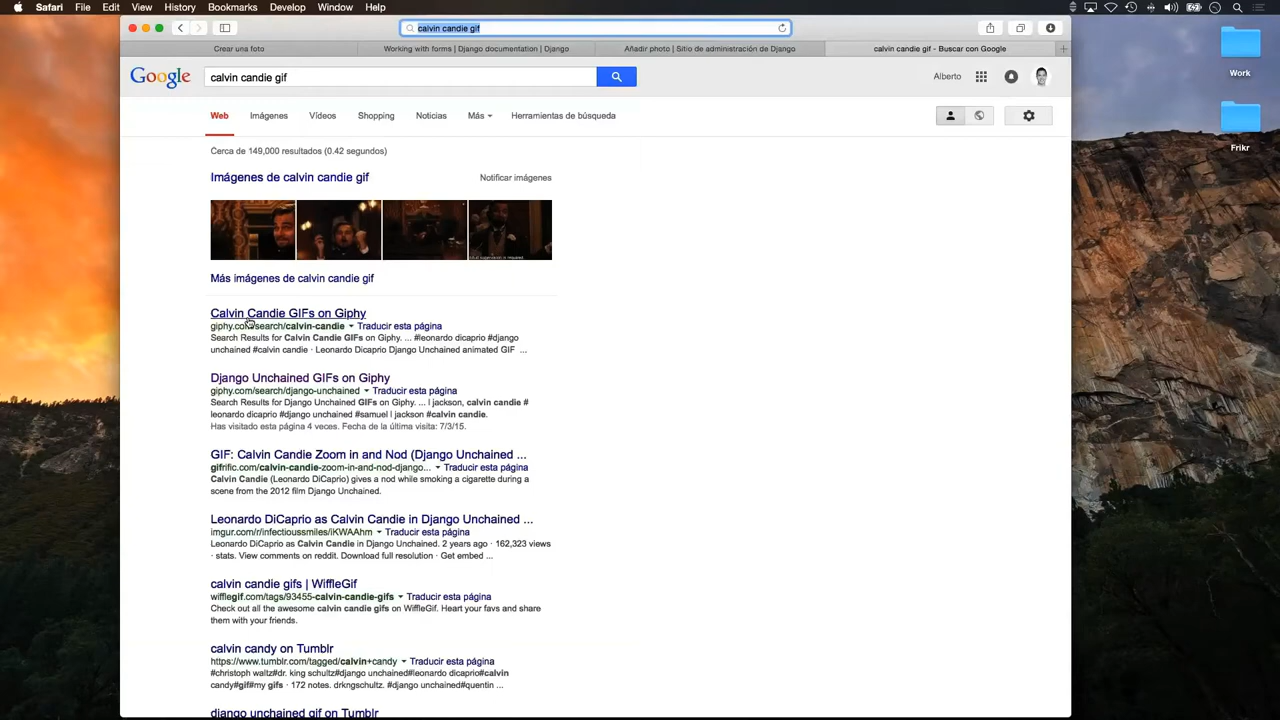 Safari File Edit View History Bookmarks Develop Window Help
calvin candie gif
Crear una foto
Working with forms | Django documentation | Django
Añadir photo | Sitio de administración de Django
calvin candie gif - Buscar con Google
Google
calvin candie gif
Alberto
Work
Frikr
Web Imágenes Vídeos Shopping Noticias Más Herramientas de búsqueda
Cerca de 149,000 resultados (0.42 segundos)
Imágenes de calvin candie gif
Notificar imágenes
Más imágenes de calvin candie gif
Calvin Candie GIFs on Giphy
giphy.com/search/calvin-candie Traducir esta página
Search Results for Calvin Candie GIFs on Giphy. ... #leonardo dicaprio #django
unchained #calvin candie · Leonardo Dicaprio Django Unchained animated GIF ...
Django Unchained GIFs on Giphy
giphy.com/search/django-unchained Traducir esta página
Search Results for Django Unchained GIFs on Giphy. ... l jackson, calvin candie #
leonardo dicaprio #django unchained #samuel l jackson #calvin candie.
Has visitado esta página 4 veces. Fecha de la última visita: 7/3/15.
GIF: Calvin Candie Zoom in and Nod (Django Unchained ...
gifrific.com/calvin-candie-zoom-in-and-nod-django... Traducir esta página
Calvin Candie (Leonardo DiCaprio) gives a nod while smoking a cigarette during a
scene from the 2012 film Django Unchained.
Leonardo DiCaprio as Calvin Candie in Django Unchained ...
imgur.com/r/infectioussmiles/iKWAAhm Traducir esta página
Leonardo DiCaprio as Calvin Candie in Django Unchained. 2 years ago · 162,323 views
· stats. View comments on reddit. Download full resolution · Get embed ...
calvin candie gifs | WiffleGif
wifflegif.com/tags/93455-calvin-candie-gifs Traducir esta página
Check out all the awesome calvin candie gifs on WiffleGif. Heart your favs and share
them with your friends.
calvin candy on Tumblr
https://www.tumblr.com/tagged/calvin+candy Traducir esta página
#christoph waltz#dr. king schultz#django unchained#leonardo dicaprio#calvin
candy#gif#my gifs · 172 notes. drkngschultz. #django unchained#quentin ...
django unchained gif on Tumblr